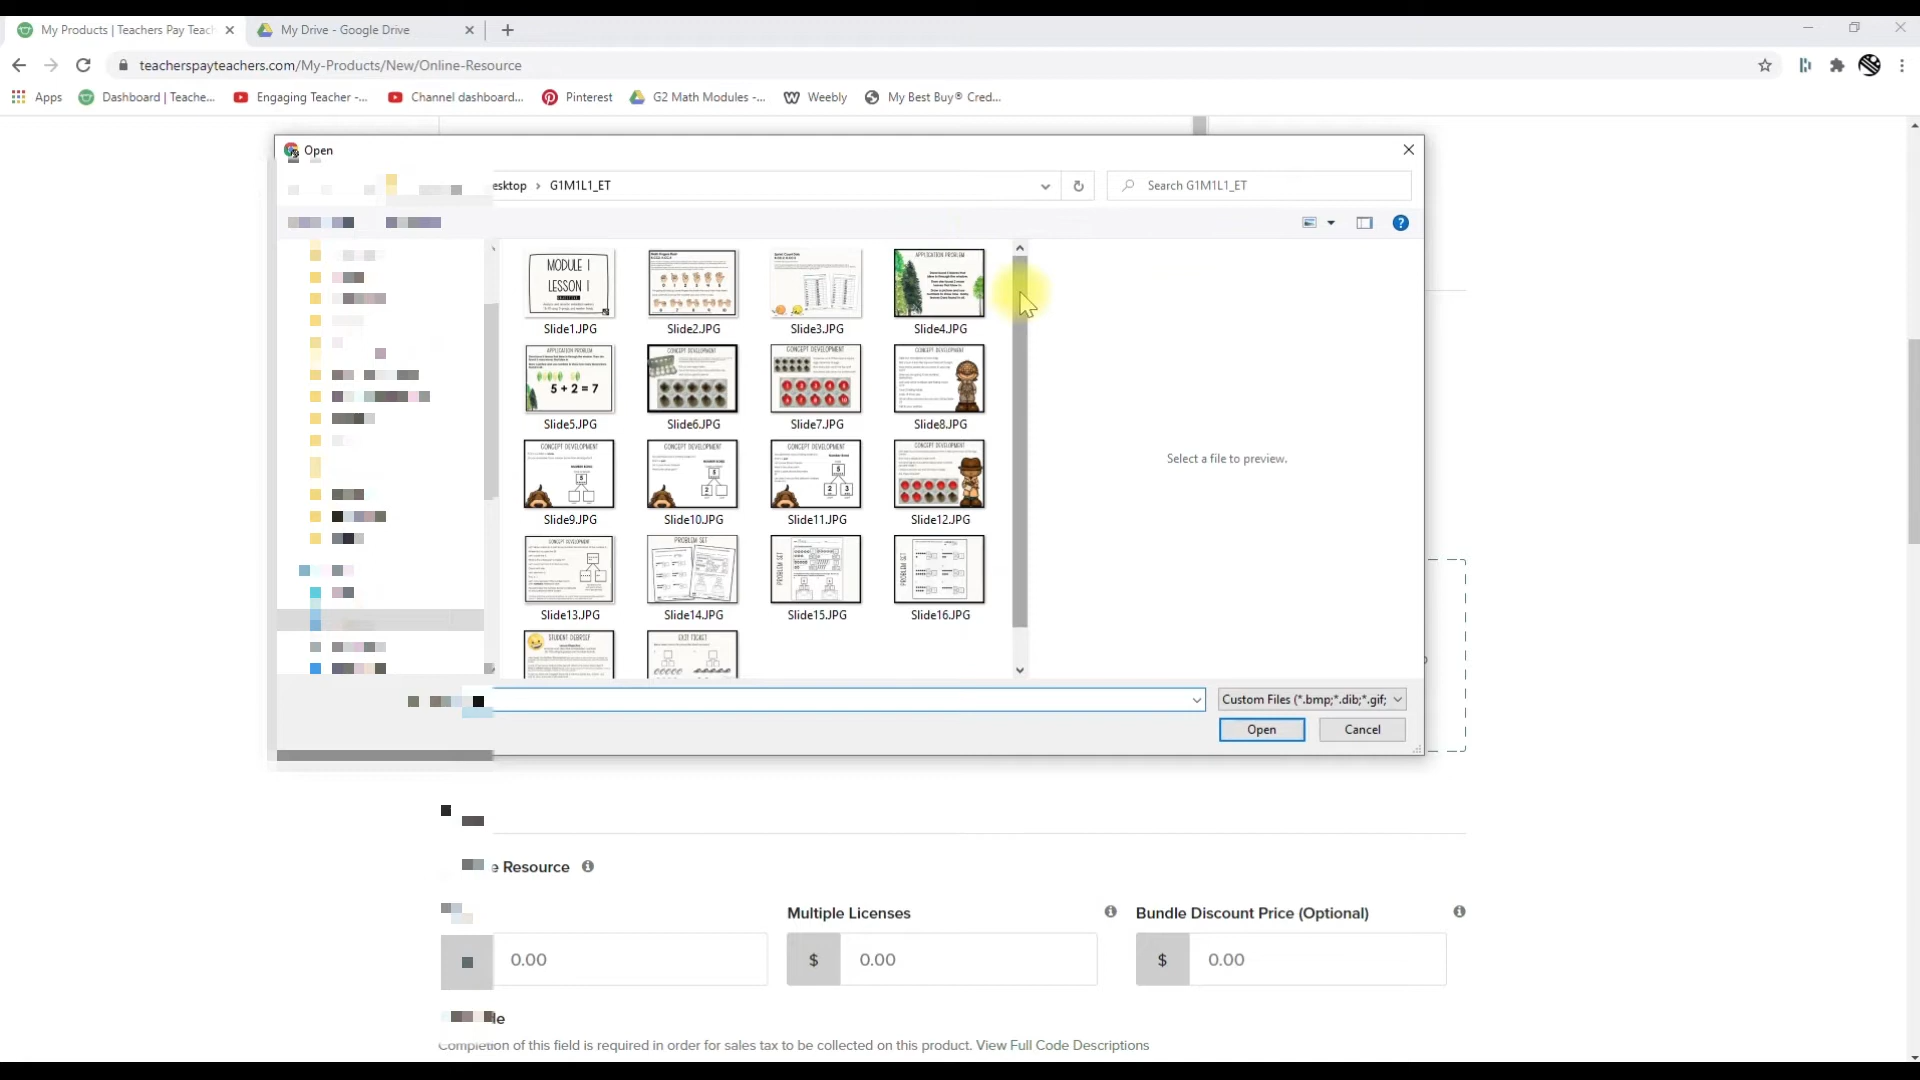 My Products | Teachers Pay Teac
My Drive - Google Drive
teacherspayteachers.com/My-Products/New/Online-Resource
Apps
Dashboard | Teache...
Engaging Teacher -...
Channel dashboard...
Pinterest
G2 Math Modules -...
Weebly
My Best Buy® Cred...
Open
esktop › G1M1L1_ET
Search G1M1L1_ET
MODULE 1
LESSON 1
APPLICATION PROBLEM
Slide1.JPG
Slide2.JPG
Slide3.JPG
Slide4.JPG
APPLICATION PROBLEM
5 + 2 = 7
CONCEPT DEVELOPMENT
CONCEPT DEVELOPMENT
CONCEPT DEVELOPMENT
Slide5.JPG
Slide6.JPG
Slide7.JPG
Slide8.JPG
CONCEPT DEVELOPMENT
CONCEPT DEVELOPMENT
CONCEPT DEVELOPMENT
CONCEPT DEVELOPMENT
Slide9.JPG
Slide10.JPG
Slide11.JPG
Slide12.JPG
CONCEPT DEVELOPMENT
PROBLEM SET
PROBLEM SET
PROBLEM SET
Slide13.JPG
Slide14.JPG
Slide15.JPG
Slide16.JPG
STUDENT DEBRIEF
EXIT TICKET
Select a file to preview.
Custom Files (*.bmp;*.dib;*.gif;
Open
Cancel
e Resource
Multiple Licenses
Bundle Discount Price (Optional)
0.00
$ 0.00
$ 0.00
Completion of this field is required in order for sales tax to be collected on this product. View Full Code Descriptions